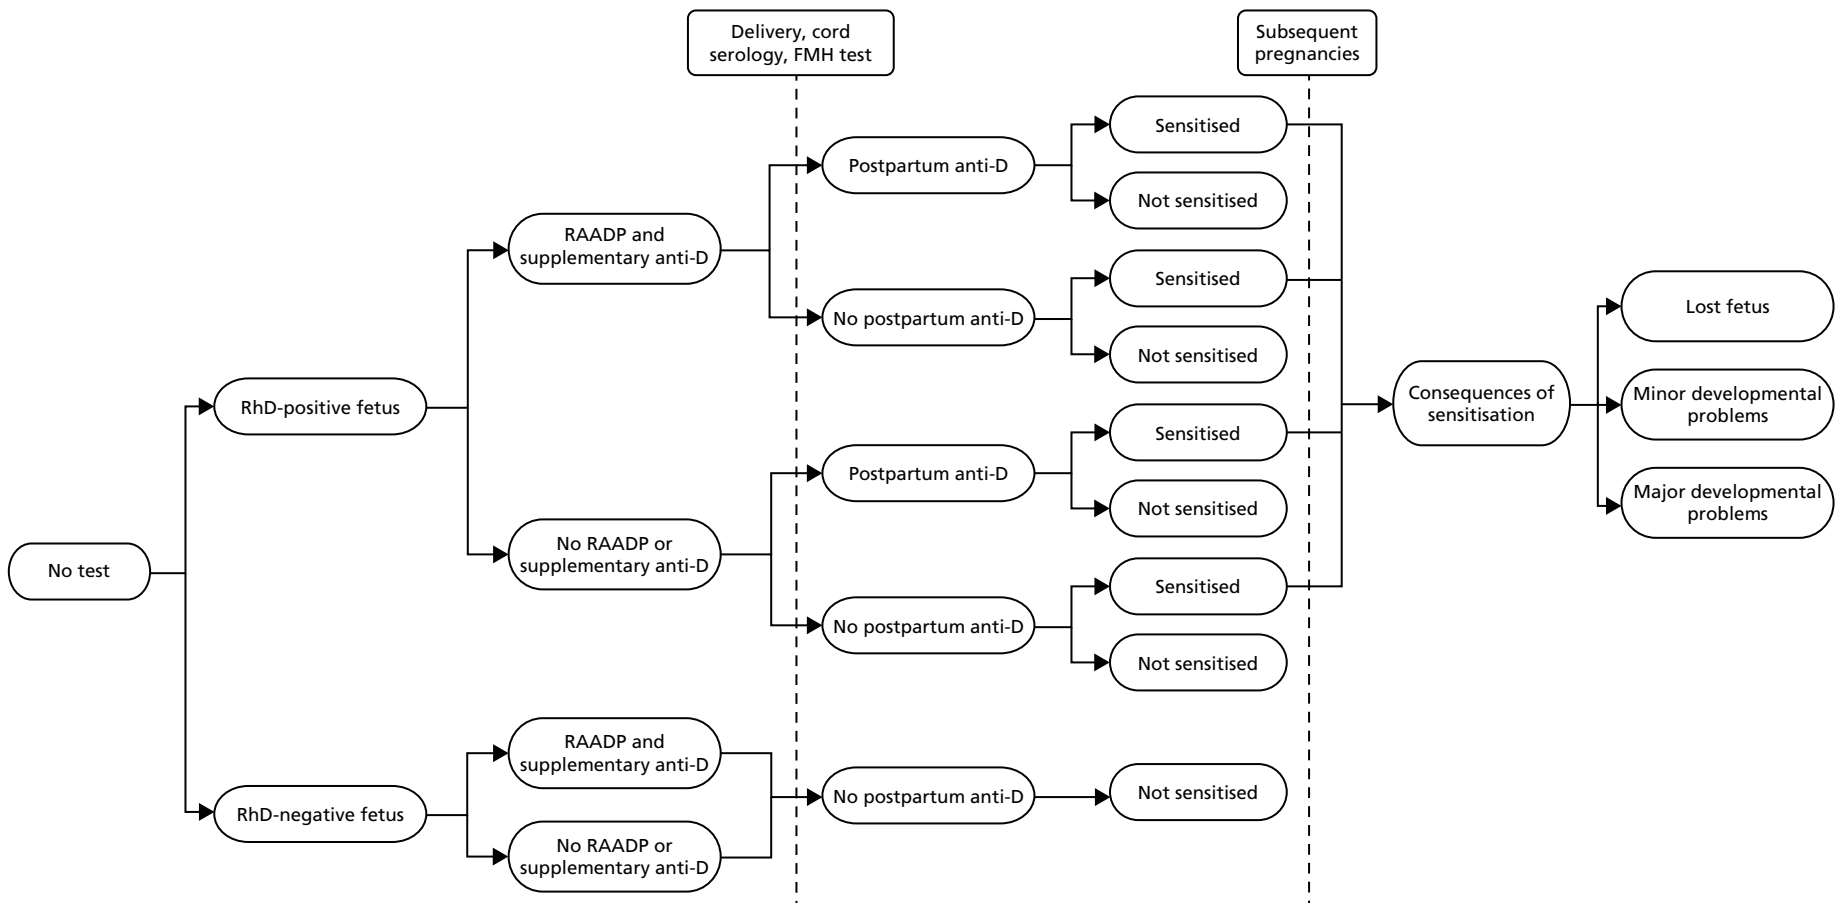 Delivery, cord
serology, FMH test
Subsequent
pregnancies
Sensitised
Postpartum anti-D
Not sensitised
RAADP and
supplementary anti-D
Sensitised
No postpartum anti-D
Not sensitised
Lost fetus
RhD-positive fetus
Consequences of
sensitisation
Minor developmental
problems
Sensitised
Postpartum anti-D
Not sensitised
Major developmental
problems
No test
No RAADP or
supplementary anti-D
Sensitised
No postpartum anti-D
Not sensitised
RAADP and
supplementary anti-D
RhD-negative fetus
No postpartum anti-D
Not sensitised
No RAADP or
supplementary anti-D